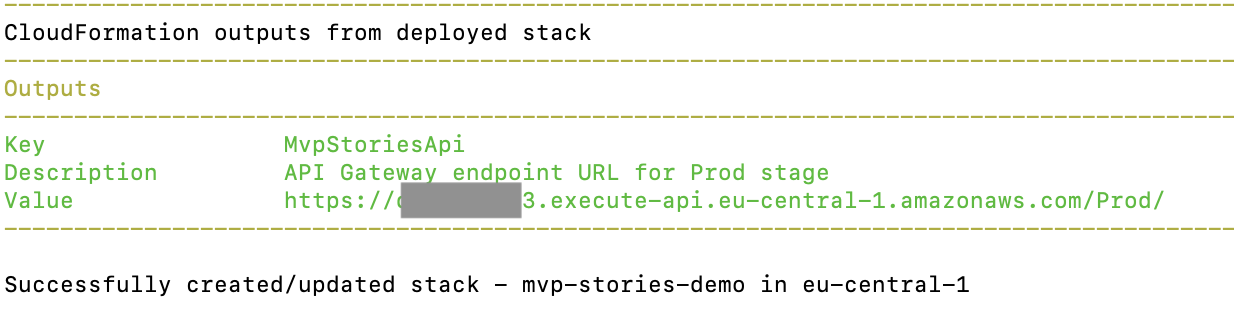 CloudFormation outputs from deployed stack
Outputs
Key MvpStoriesApi
Description API Gateway endpoint URL for Prod stage
Value https:// 3.execute-api.eu-central-1.amazonaws.com/Prod/
Successfully created/updated stack - mvp-stories-demo in eu-central-1